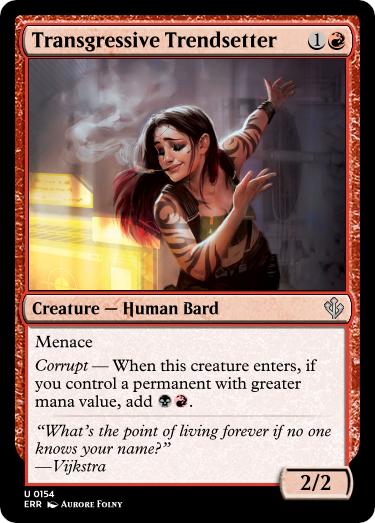 Transgressive Trendsetter 1
Creature — Human Bard
Menace
Corrupt — When this creature enters, if
you control a permanent with greater
mana value, add .
“What’s the point of living forever if no one
knows your name?”
—Vijkstra
2/2
U 0154
ERR Aurore Folny